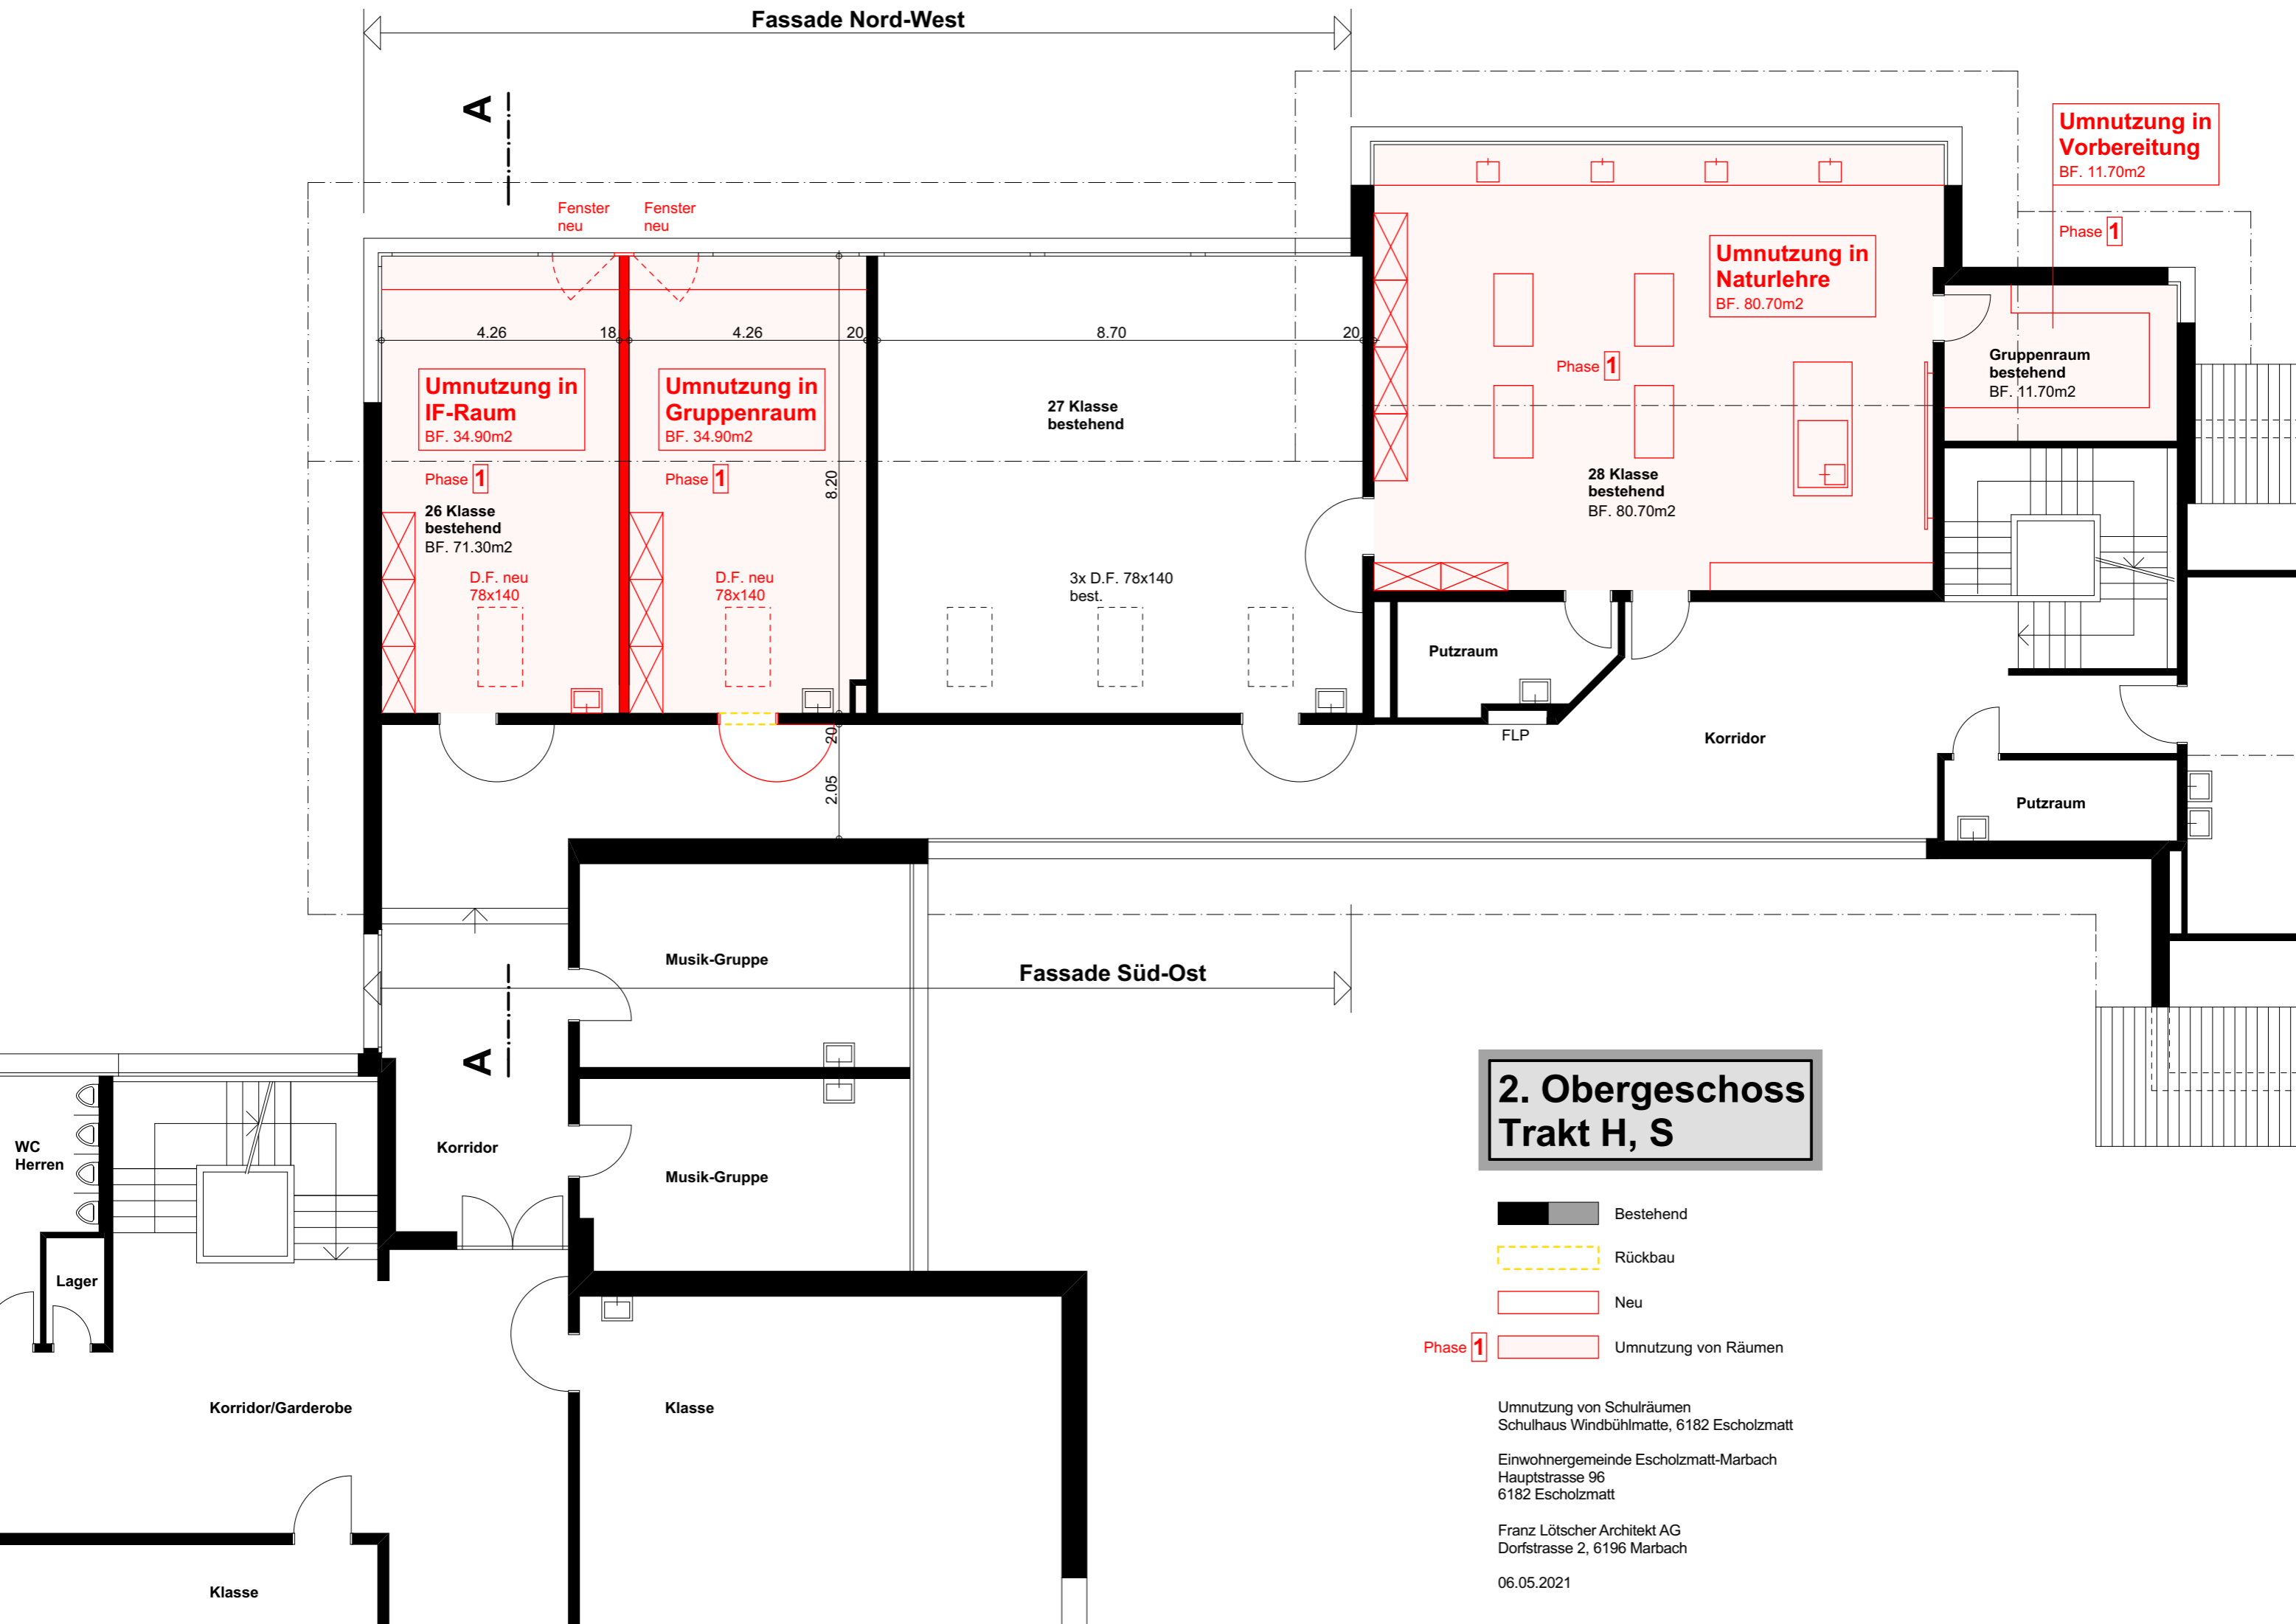 Fassade Nord-West
A
Umnutzung in
Vorbereitung
BF. 11.70m2
Phase 1
Fenster
neu
Fenster
neu
Umnutzung in
Naturlehre
BF. 80.70m2
4.26
18
4.26
20
8.70
20
Phase 1
Gruppenraum
bestehend
BF. 11.70m2
Umnutzung in
IF-Raum
BF. 34.90m2
Umnutzung in
Gruppenraum
BF. 34.90m2
27 Klasse
bestehend
Phase 1
Phase 1
8.20
28 Klasse
bestehend
BF. 80.70m2
26 Klasse
bestehend
BF. 71.30m2
D.F. neu
78x140
D.F. neu
78x140
3x D.F. 78x140
best.
Putzraum
20
FLP
Korridor
2.05
Putzraum
Musik-Gruppe
Fassade Süd-Ost
A
2. Obergeschoss
Trakt H, S
WC
Herren
Korridor
Musik-Gruppe
Bestehend
Rückbau
Lager
Neu
Phase 1
Umnutzung von Räumen
Korridor/Garderobe
Klasse
Umnutzung von Schulräumen
Schulhaus Windbühlmatte, 6182 Escholzmatt
Einwohnergemeinde Escholzmatt-Marbach
Hauptstrasse 96
6182 Escholzmatt
Franz Lötscher Architekt AG
Dorfstrasse 2, 6196 Marbach
06.05.2021
Klasse